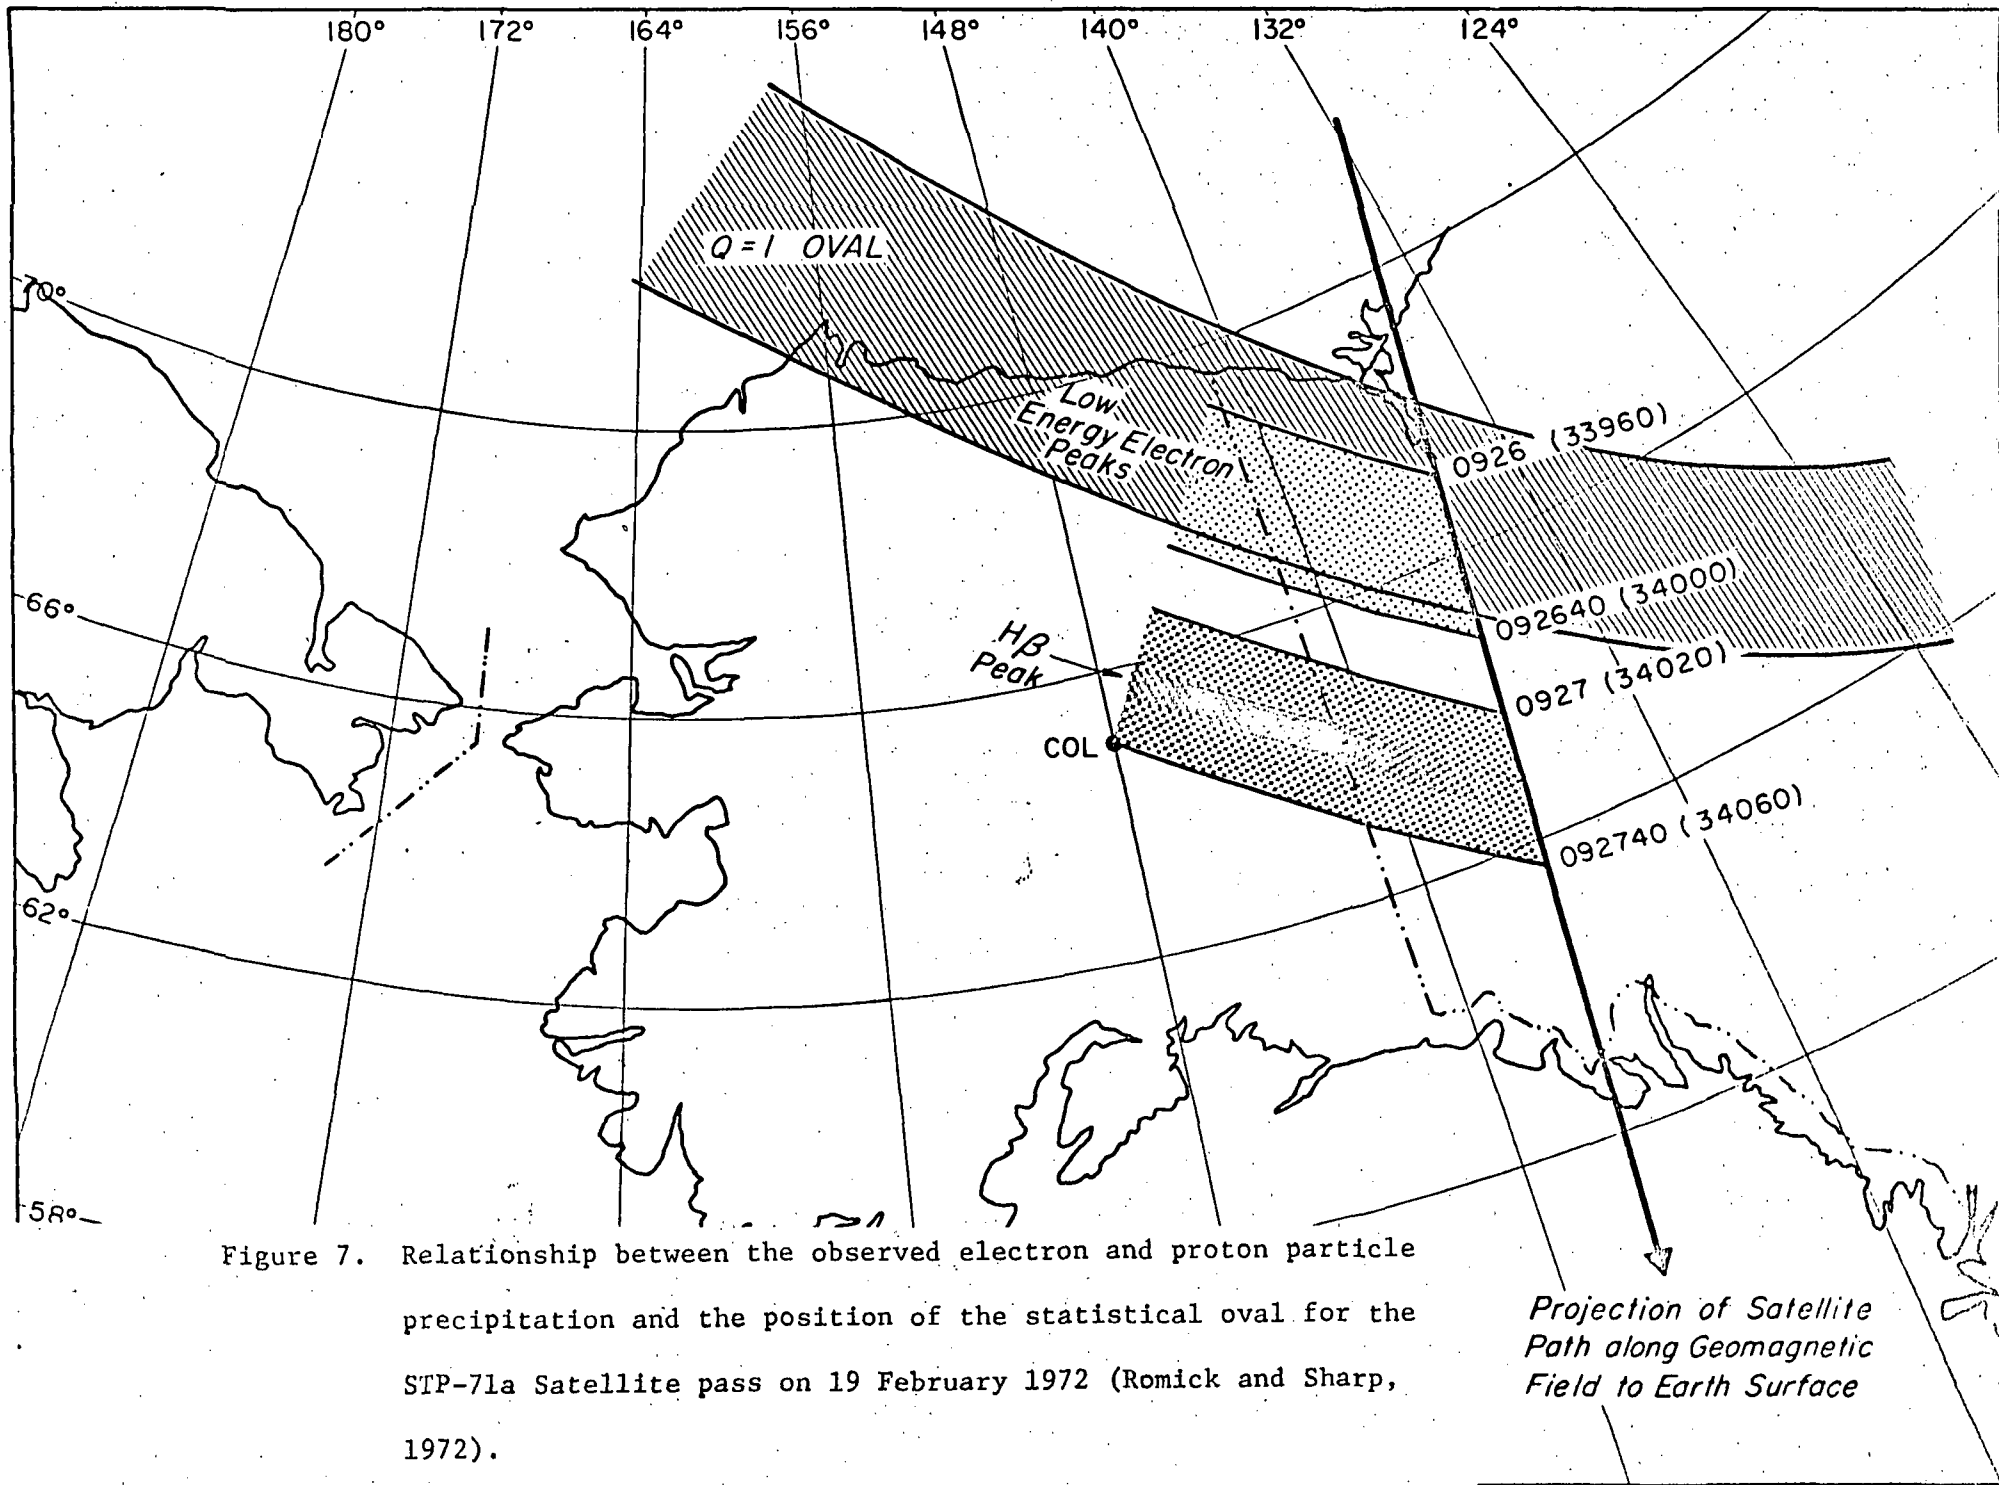 180° 172° 164° 156° 148° 140° 132° 124°
70°
66°
62°
58°
Q = 1 OVAL
Low
Energy Electron
Peaks
0926 (33960)
092640 (34000)
0927 (34020)
092740 (34060)
Hβ
Peak
COL
Figure 7. Relationship between the observed electron and proton particle
precipitation and the position of the statistical oval for the
STP-71a Satellite pass on 19 February 1972 (Romick and Sharp,
1972).
Projection of Satellite
Path along Geomagnetic
Field to Earth Surface